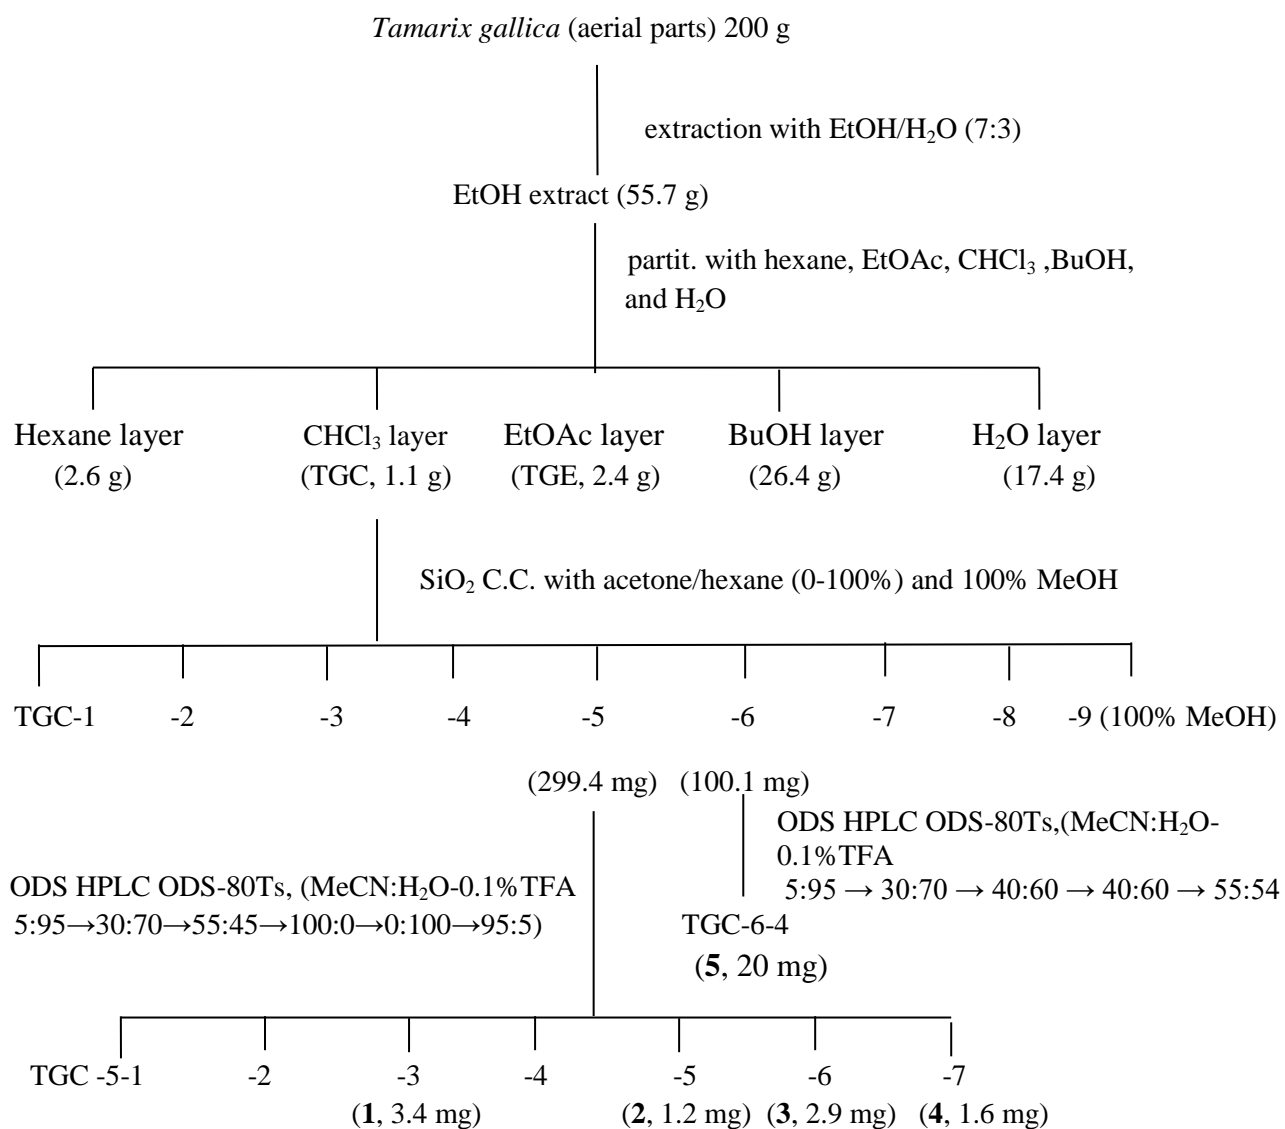 Tamarix gallica (aerial parts) 200 g
extraction with EtOH/H₂O (7:3)
EtOH extract (55.7 g)
partit. with hexane, EtOAc, CHCl₃ ,BuOH,
and H₂O
Hexane layer CHCl₃ layer EtOAc layer BuOH layer H₂O layer
(2.6 g) (TGC, 1.1 g) (TGE, 2.4 g) (26.4 g) (17.4 g)
SiO₂ C.C. with acetone/hexane (0-100%) and 100% MeOH
TGC-1 -2 -3 -4 -5 -6 -7 -8 -9 (100% MeOH)
(299.4 mg) (100.1 mg)
ODS HPLC ODS-80Ts,(MeCN:H₂O-
0.1%TFA
5:95 → 30:70 → 40:60 → 40:60 → 55:54
ODS HPLC ODS-80Ts, (MeCN:H₂O-0.1%TFA
5:95→30:70→55:45→100:0→0:100→95:5)
TGC-6-4
(5, 20 mg)
TGC -5-1 -2 -3 -4 -5 -6 -7
(1, 3.4 mg) (2, 1.2 mg) (3, 2.9 mg) (4, 1.6 mg)